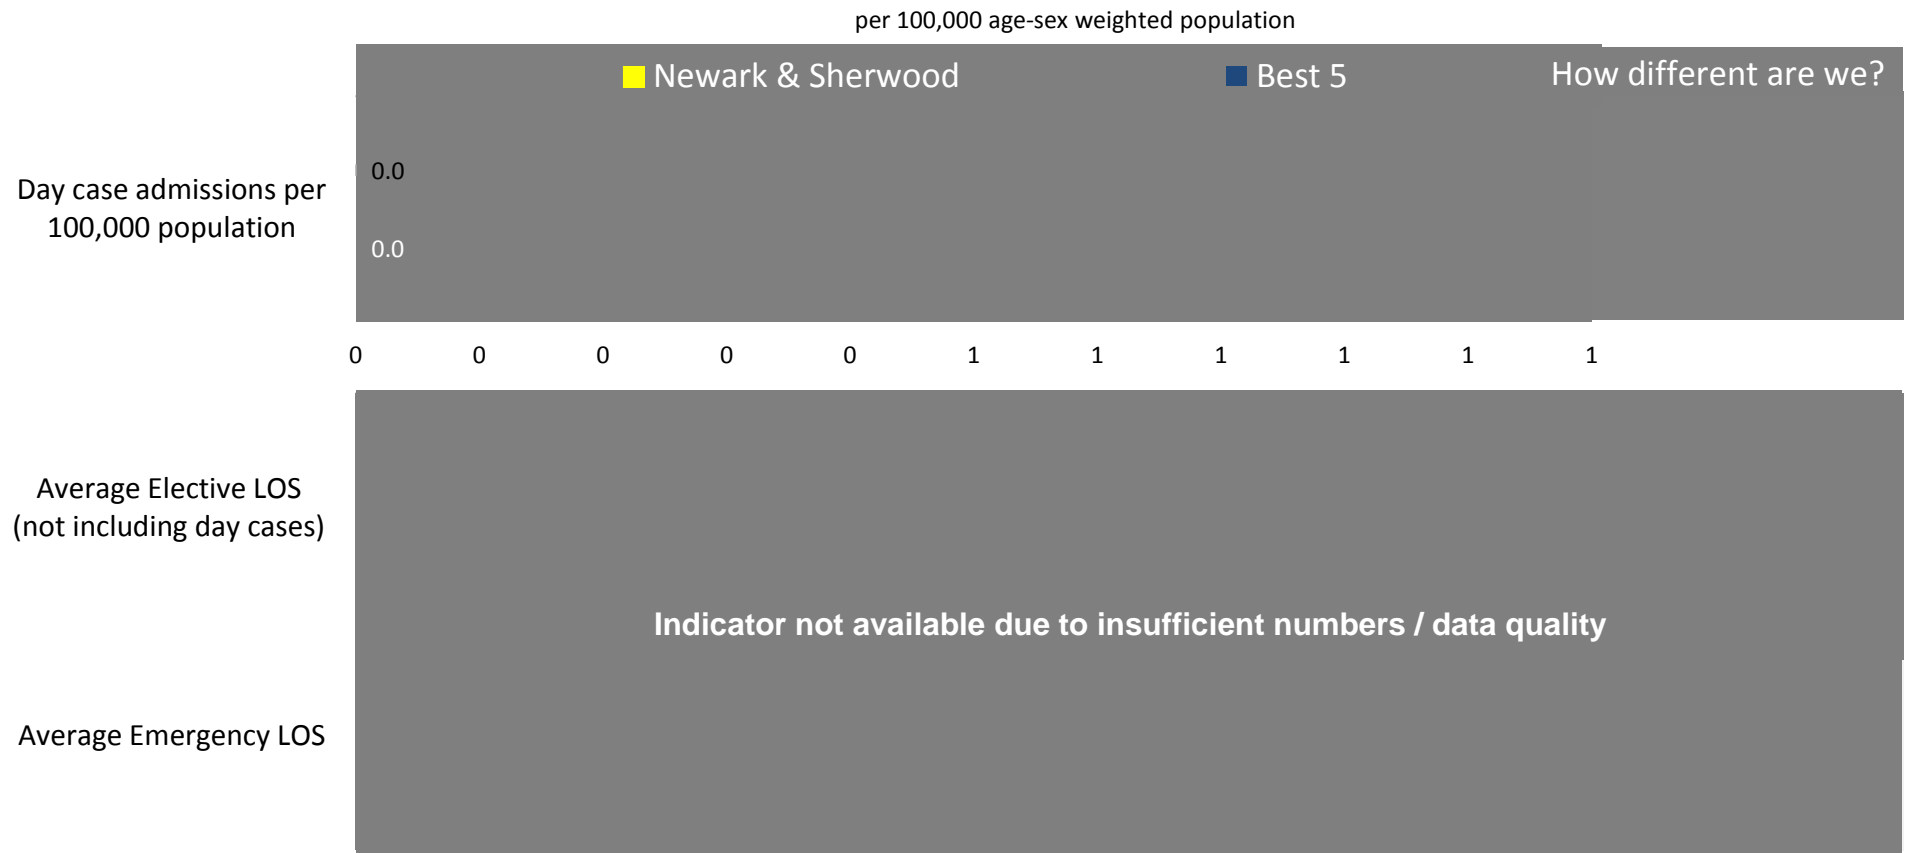 per 100,000 age-sex weighted population
Newark & Sherwood
Best 5
How different are we?
Day case admissions per
100,000 population
0.0
0.0
0 0 0 0 0 1 1 1 1 1 1
Average Elective LOS
(not including day cases)
Indicator not available due to insufficient numbers / data quality
Average Emergency LOS